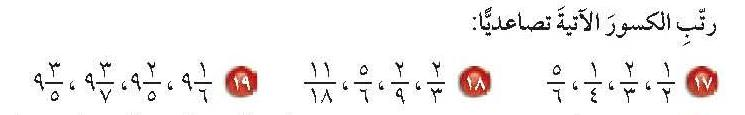 رتّبِ الكسورَ الآتيةَ تصاعديًّا:
١٧ ١/٢ ، ٢/٣ ، ١/٤ ، ٥/٦ ١٨ ٢/٣ ، ٢/٩ ، ٥/٦ ، ١١/١٨ ١٩ ٩ ١/٦ ، ٩ ٢/٥ ، ٩ ٣/٧ ، ٩ ٣/٥